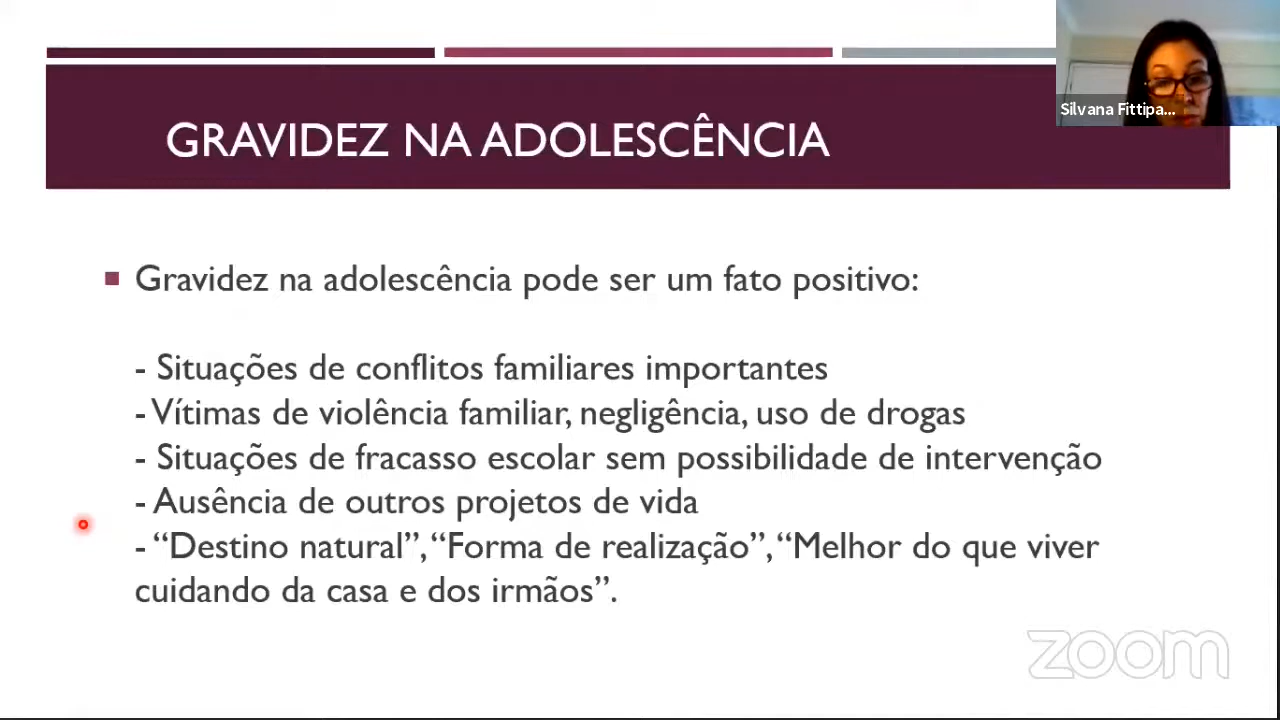 Silvana Fittipa...
GRAVIDEZ NA ADOLESCÊNCIA
Gravidez na adolescência pode ser um fato positivo:
- Situações de conflitos familiares importantes
- Vítimas de violência familiar, negligência, uso de drogas
- Situações de fracasso escolar sem possibilidade de intervenção
- Ausência de outros projetos de vida
- “Destino natural”, “Forma de realização”, “Melhor do que viver
cuidando da casa e dos irmãos”.
zoom